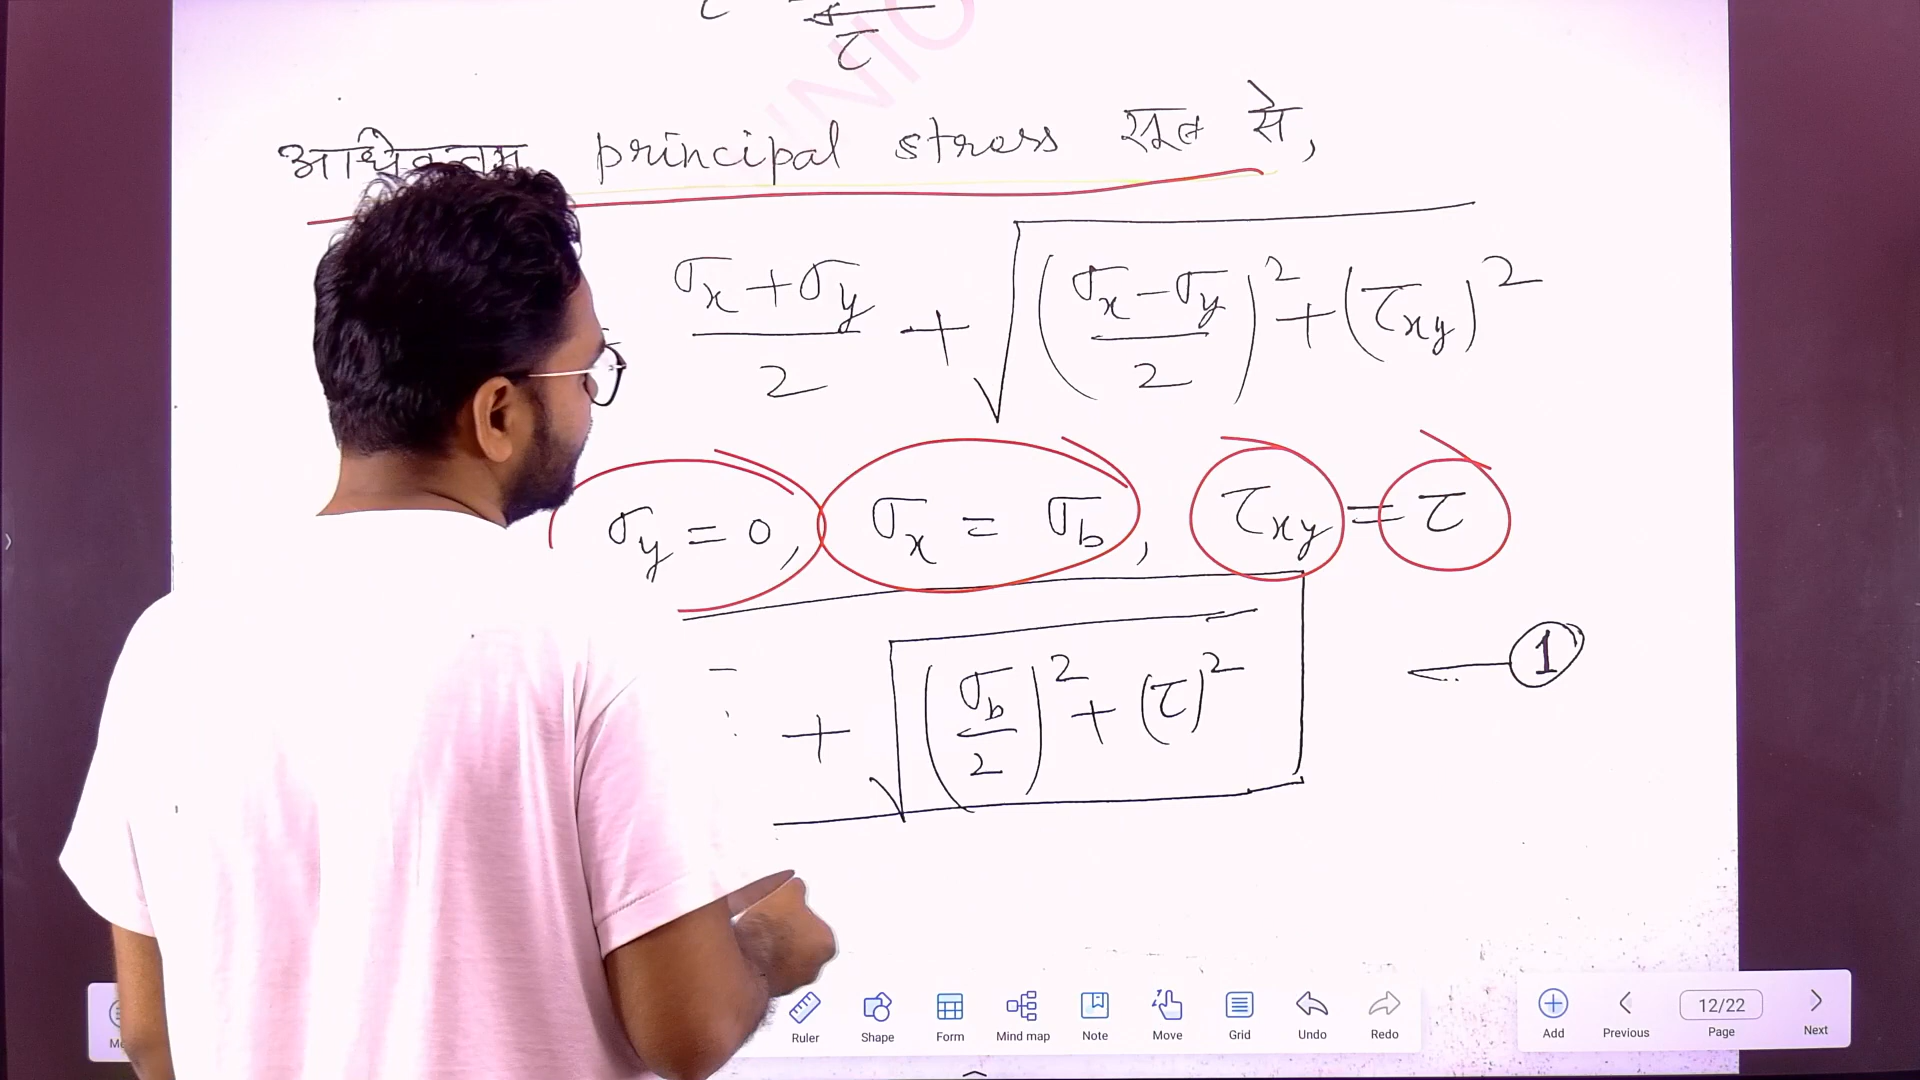 τ
NIO
अधिकतम principal stress सूत्र से,
σx + σy / 2 + √((σx - σy / 2)² + (τxy)²)
σy = 0, σx = σb, τxy = τ
+ √((σb / 2)² + (τ)²) ← 1
Ruler Shape Form Mind map Note Move Grid Undo Redo Add Previous 12/22 Page Next